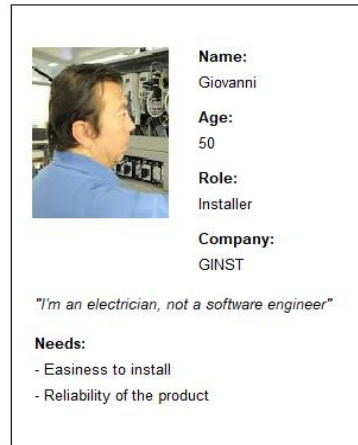 Name:
Giovanni
Age:
50
Role:
Installer
Company:
GINST
"I'm an electrician, not a software engineer"
Needs:
- Easiness to install
- Reliability of the product